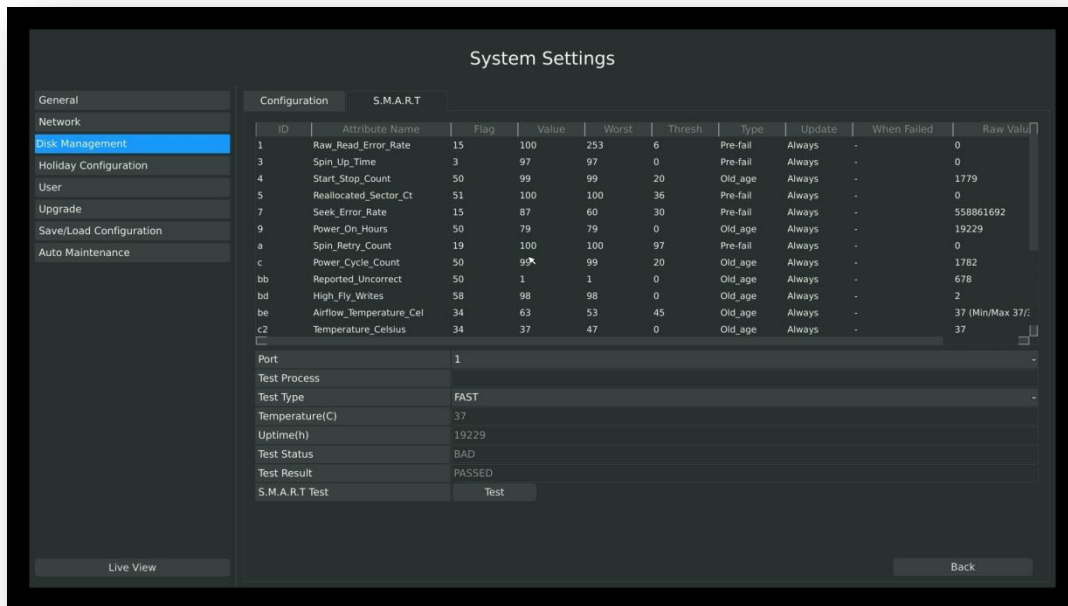 System Settings
General
Network
Disk Management
Holiday Configuration
User
Upgrade
Save/Load Configuration
Auto Maintenance
Live View
Configuration S.M.A.R.T
ID Attribute Name Flag Value Worst Thresh Type Update When Failed Raw Valu
1 Raw_Read_Error_Rate 15 100 253 6 Pre-fail Always - 0
3 Spin_Up_Time 3 97 97 0 Pre-fail Always - 0
4 Start_Stop_Count 50 99 99 20 Old_age Always - 1779
5 Reallocated_Sector_Ct 51 100 100 36 Pre-fail Always - 0
7 Seek_Error_Rate 15 87 60 30 Pre-fail Always - 558861692
9 Power_On_Hours 50 79 79 0 Old_age Always - 19229
a Spin_Retry_Count 19 100 100 97 Pre-fail Always - 0
c Power_Cycle_Count 50 99 99 20 Old_age Always - 1782
bb Reported_Uncorrect 50 1 1 0 Old_age Always - 678
bd High_Fly_Writes 58 98 98 0 Old_age Always - 2
be Airflow_Temperature_Cel 34 63 53 45 Old_age Always - 37 (Min/Max 37/
c2 Temperature_Celsius 34 37 47 0 Old_age Always - 37
Port 1
Test Process
Test Type FAST
Temperature(C) 37
Uptime(h) 19229
Test Status BAD
Test Result PASSED
S.M.A.R.T Test Test
Back